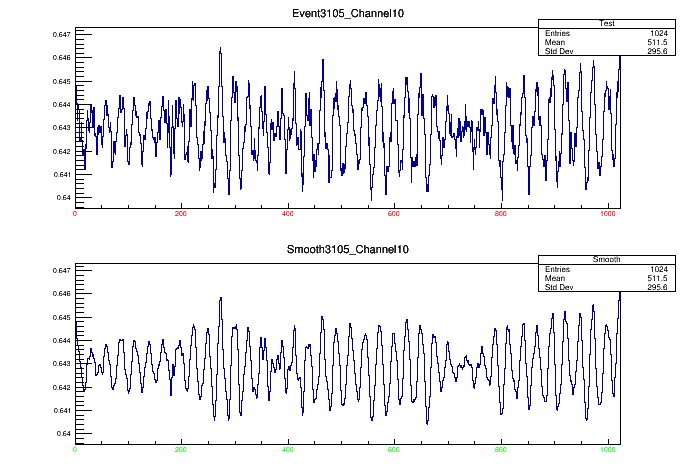 Event3105_Channel10
Test
Entries 1024
Mean 511.5
Std Dev 295.6
0.647
0.646
0.645
0.644
0.643
0.642
0.641
0.64
0 200 400 600 800 1000
Smooth3105_Channel10
Smooth
Entries 1024
Mean 511.5
Std Dev 295.6
0.647
0.646
0.645
0.644
0.643
0.642
0.641
0.64
0 200 400 600 800 1000